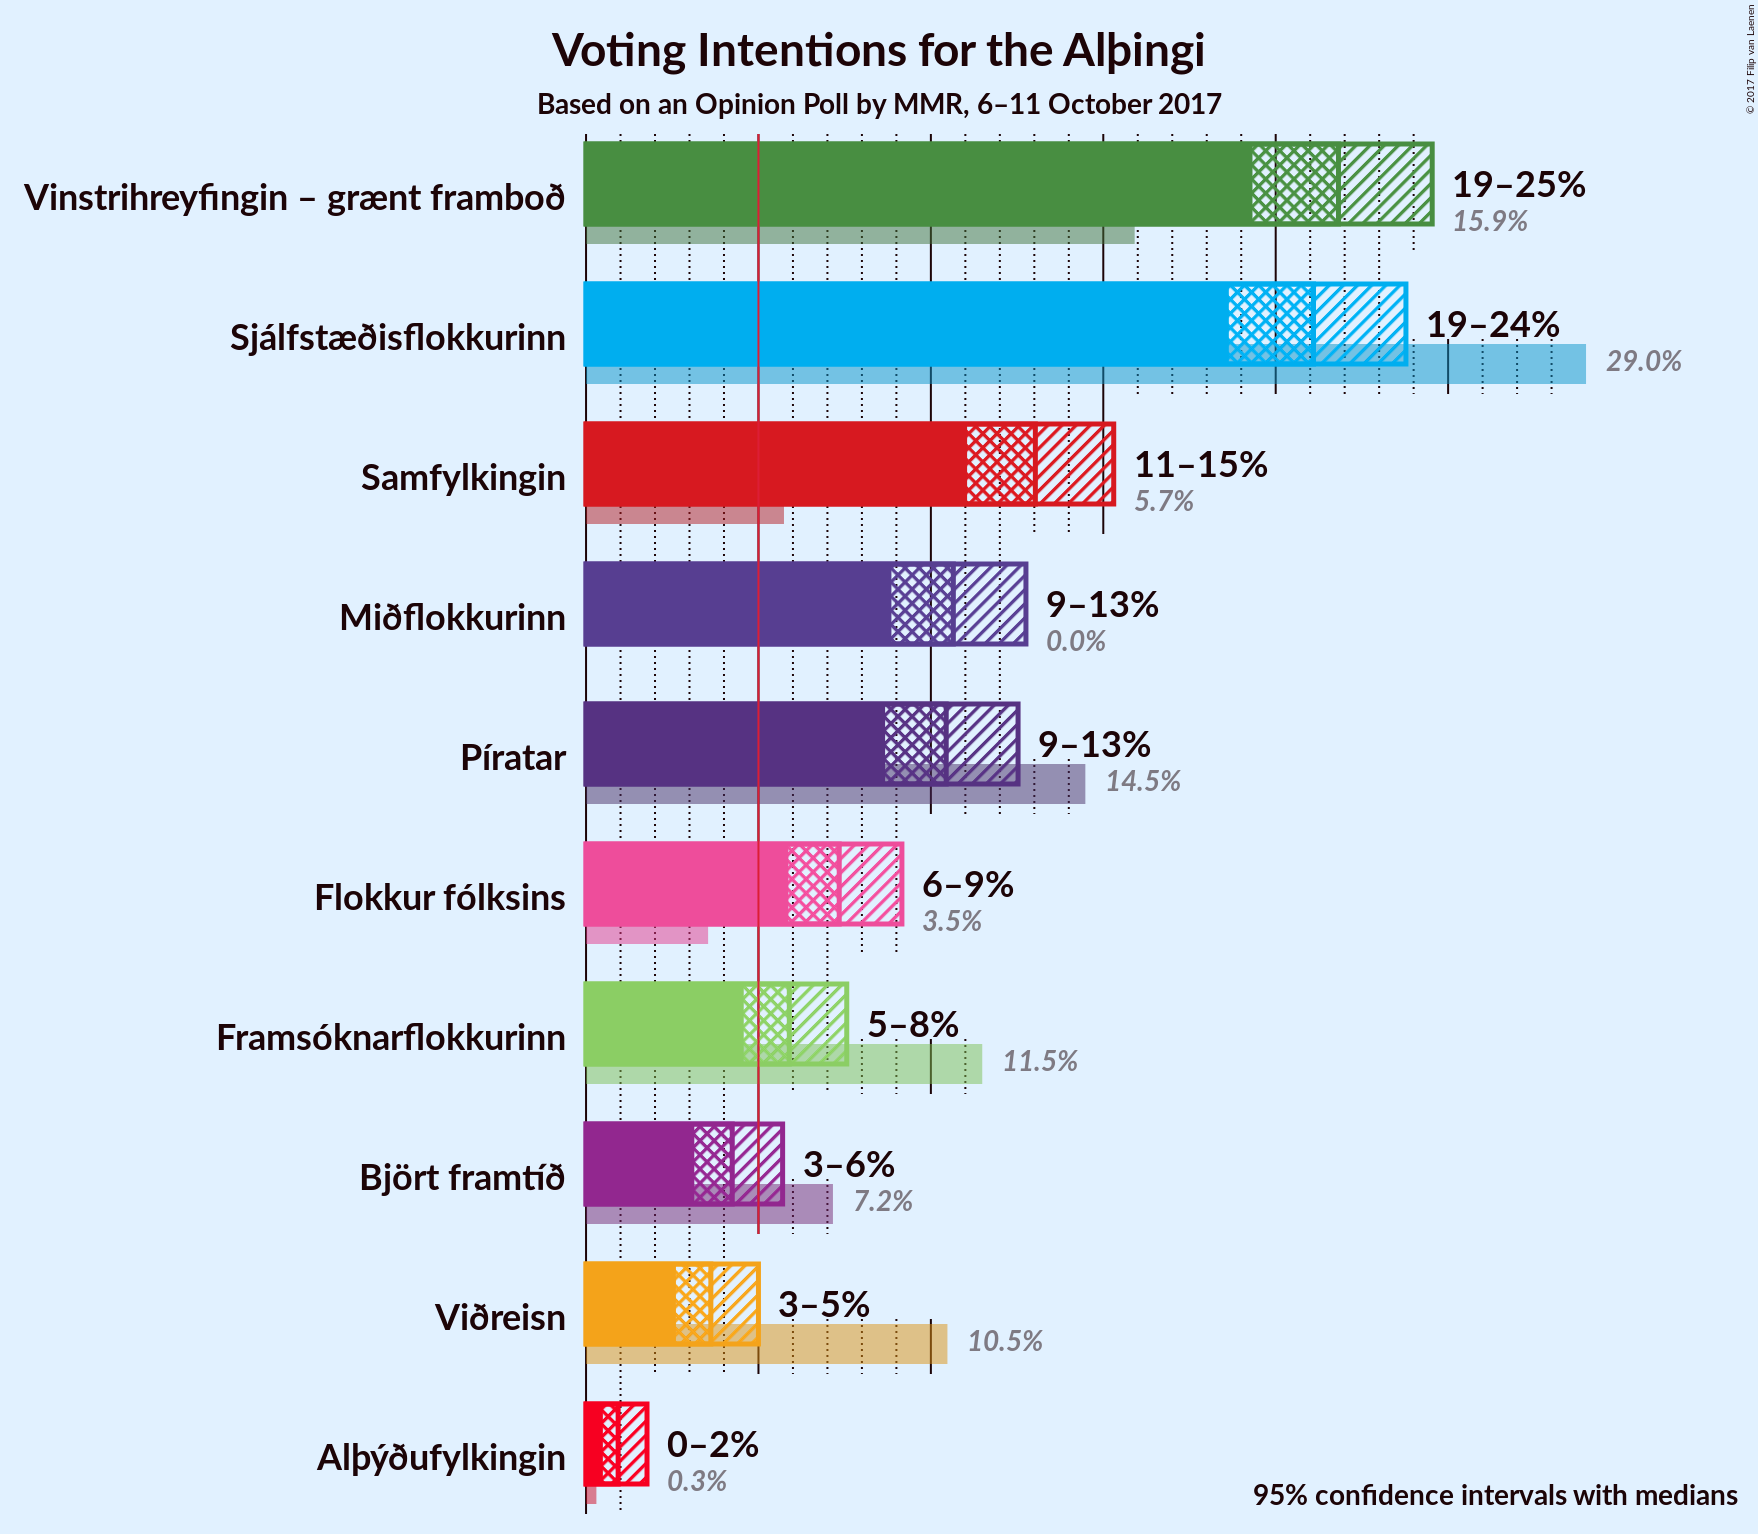 Voting Intentions for the Alþingi
Based on an Opinion Poll by MMR, 6–11 October 2017
© 2017 Filip van Laenen
Vinstrihreyfingin – grænt framboð
19–25%
15.9%
Sjálfstæðisflokkurinn
19–24%
29.0%
Samfylkingin
11–15%
5.7%
Miðflokkurinn
9–13%
0.0%
Píratar
9–13%
14.5%
Flokkur fólksins
6–9%
3.5%
Framsóknarflokkurinn
5–8%
11.5%
Björt framtíð
3–6%
7.2%
Viðreisn
3–5%
10.5%
Alþýðufylkingin
0–2%
0.3%
95% confidence intervals with medians